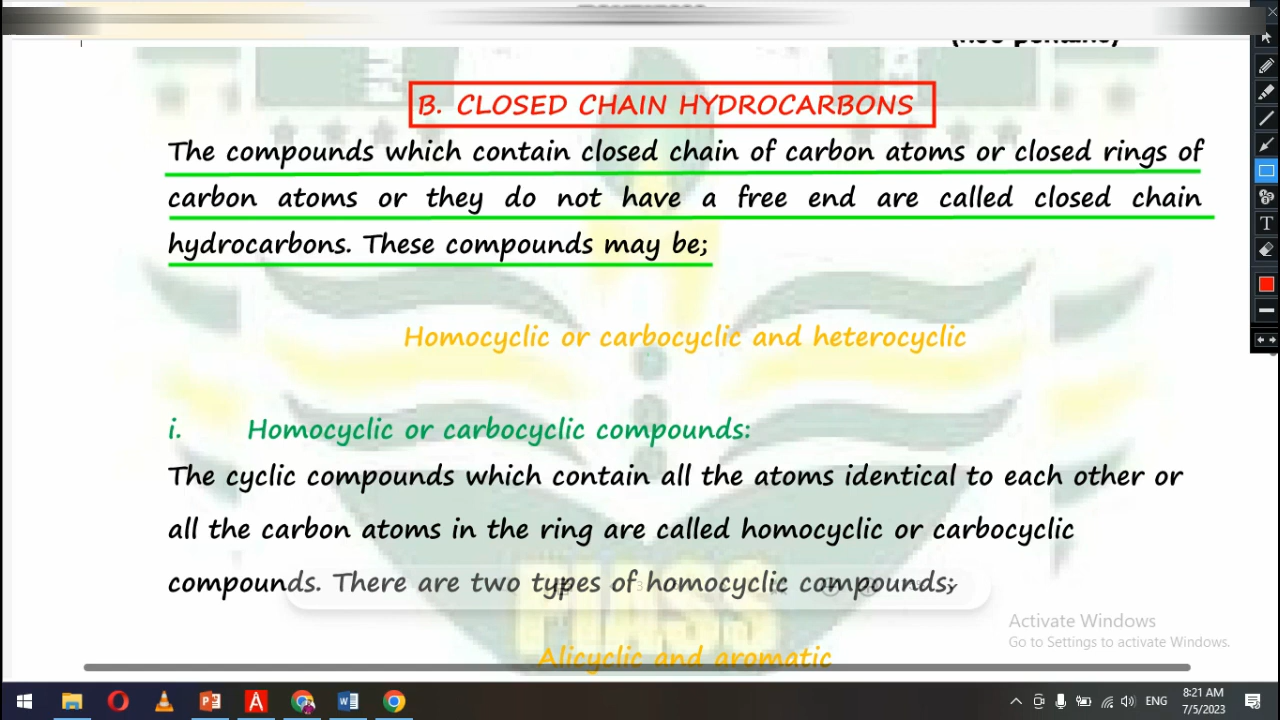 (neo pentane)
B. CLOSED CHAIN HYDROCARBONS
The compounds which contain closed chain of carbon atoms or closed rings of
carbon atoms or they do not have a free end are called closed chain
hydrocarbons. These compounds may be;
Homocyclic or carbocyclic and heterocyclic
i. Homocyclic or carbocyclic compounds:
The cyclic compounds which contain all the atoms identical to each other or
all the carbon atoms in the ring are called homocyclic or carbocyclic
compounds. There are two types of homocyclic compounds;
FIASS
Activate Windows
Go to Settings to activate Windows.
Alicyclic and aromatic
ENG
8:21 AM
7/5/2023